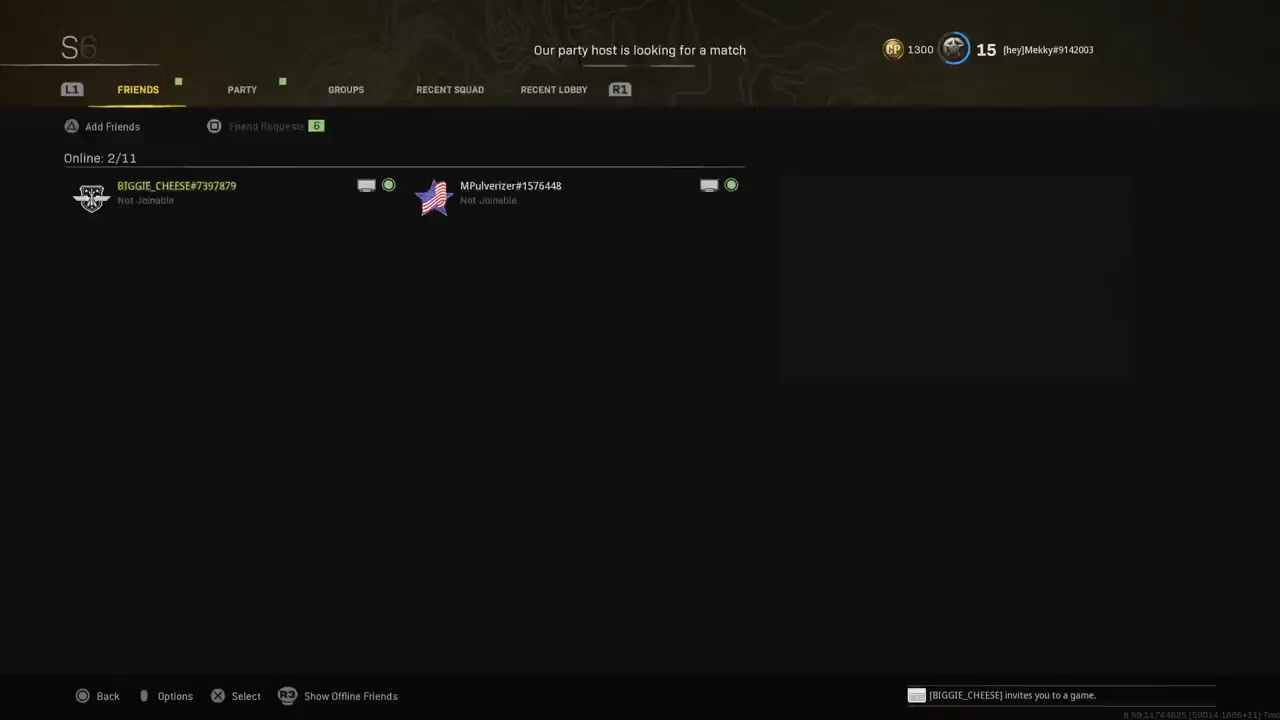 S6
Our party host is looking for a match
CP 1300 15 [hey]Mekky#9142003
L1 FRIENDS PARTY GROUPS RECENT SQUAD RECENT LOBBY R1
Add Friends Friend Requests 6
Online: 2/11
BIGGIE_CHEESE#7397879 MPulverizer#1576448
Not Joinable Not Joinable
Back Options Select R3 Show Offline Friends
[BIGGIE_CHEESE] invites you to a game.